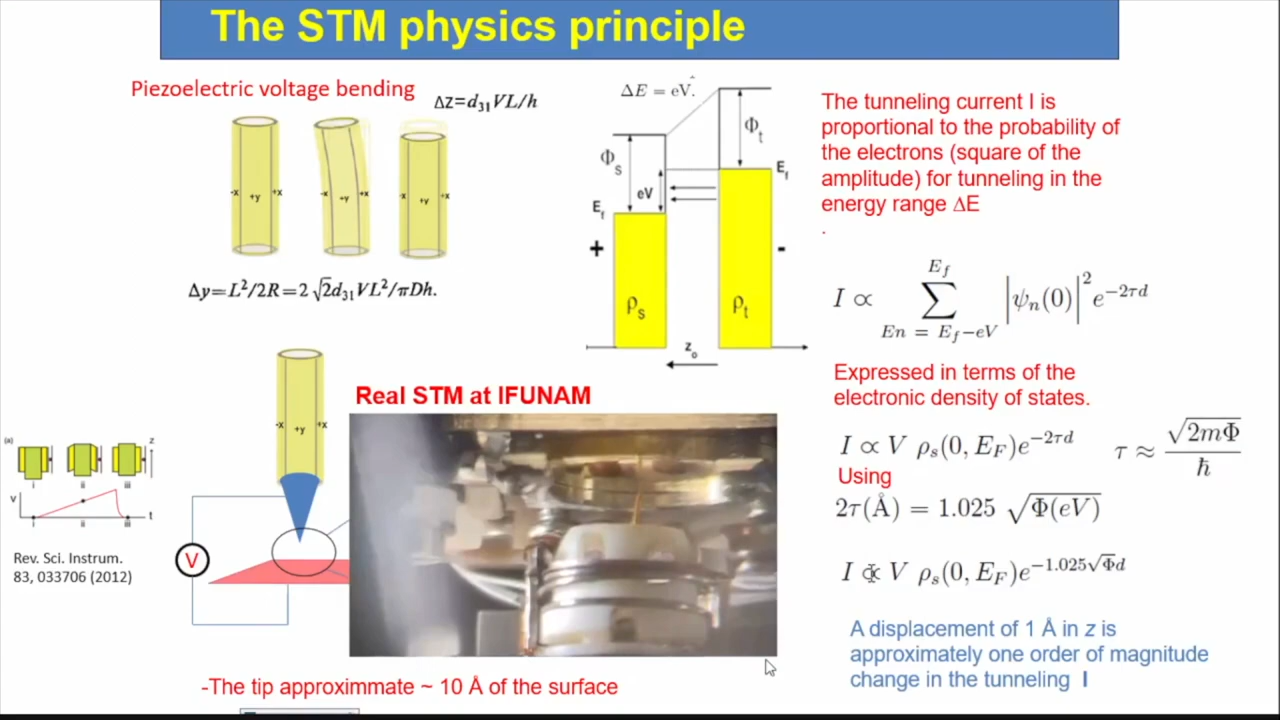 The STM physics principle
Piezoelectric voltage bending
Δz=d₃₁VL/h
-x +y +x
-x +y +x
-x +y +x
Δy=L²/2R=2√2d₃₁VL²/πDh.
ΔE = eV.
Φt
Φs
eV
Ef
Ef
+
-
ρs
ρt
zo
The tunneling current I is
proportional to the probability of
the electrons (square of the
amplitude) for tunneling in the
energy range ΔE
.
I ∝ ∑ |ψn(0)|² e^−2τd
Ef
En = Ef−eV
Expressed in terms of the
electronic density of states.
I ∝ V ρs(0, EF)e^−2τd
τ ≈ √2mΦ / ħ
Using
2τ(Å) = 1.025 √Φ(eV)
I ∝ V ρs(0, EF)e^−1.025√Φd
A displacement of 1 Å in z is
approximately one order of magnitude
change in the tunneling I
-x +y +x
Real STM at IFUNAM
(a)
z
i ii iii
V
i ii iii t
Rev. Sci. Instrum.
83, 033706 (2012)
V
-The tip approximmate ~ 10 Å of the surface